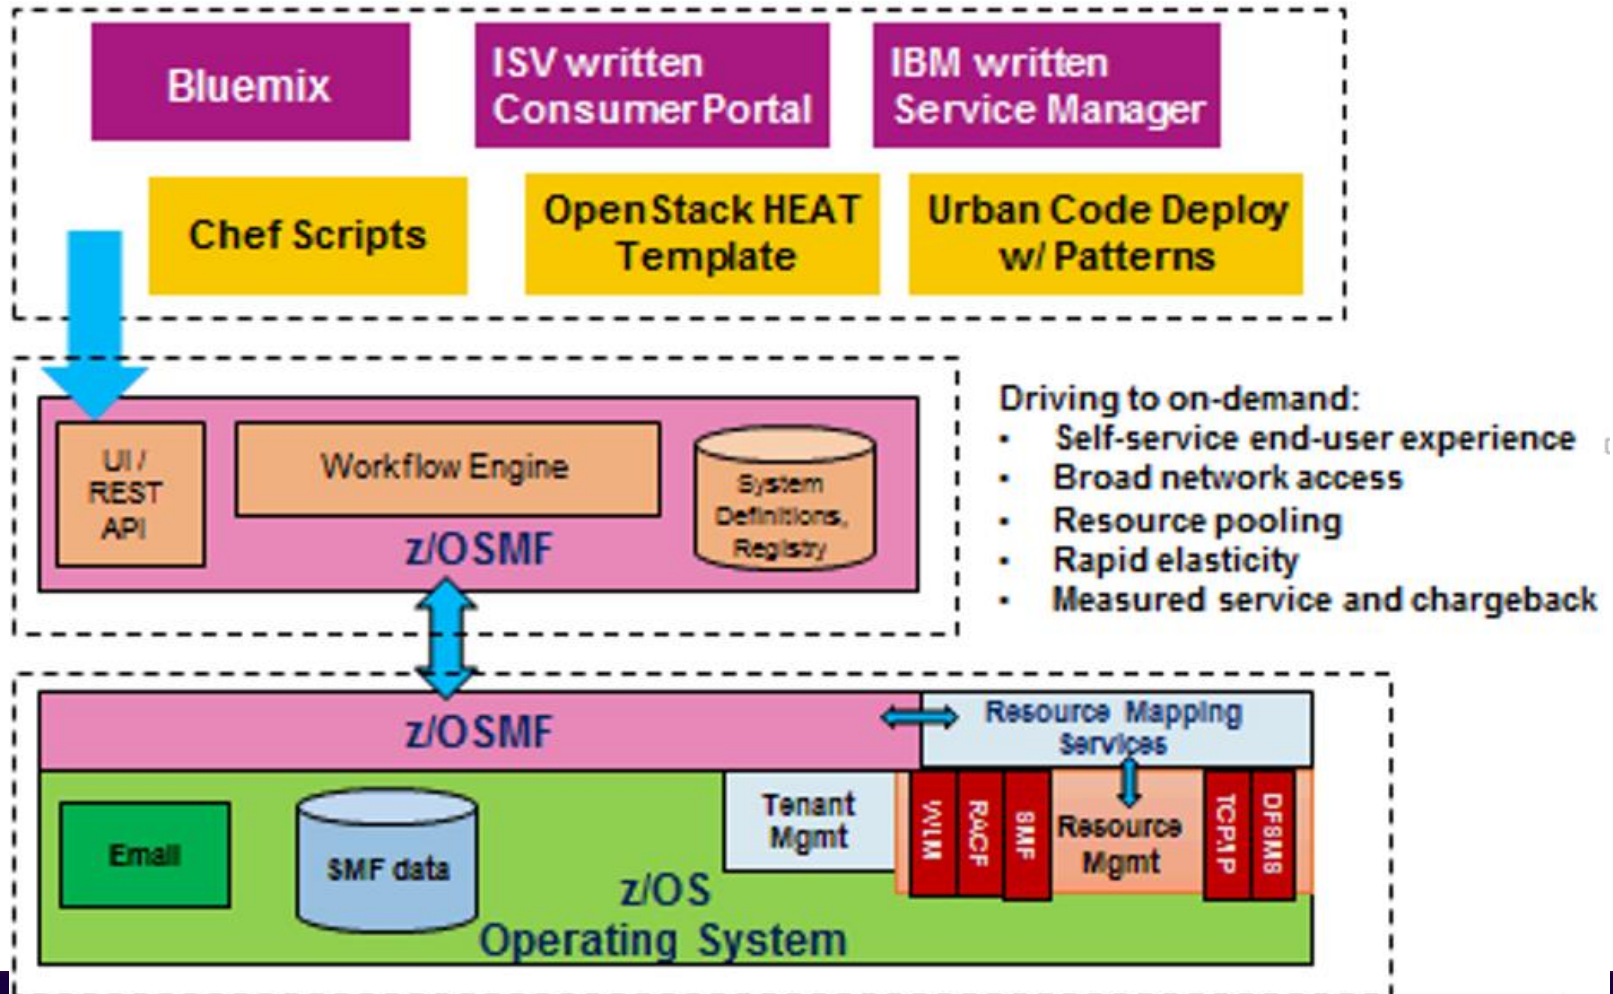 Bluemix
ISV written
Consumer Portal
IBM written
Service Manager
Chef Scripts
OpenStack HEAT
Template
Urban Code Deploy
w/ Patterns
UI /
REST
API
Workflow Engine
System
Definitions,
Registry
z/OSMF
Driving to on-demand:
• Self-service end-user experience
• Broad network access
• Resource pooling
• Rapid elasticity
• Measured service and chargeback
z/OSMF
Resource Mapping
Services
Email
SMF data
Tenant
Mgmt
WLM
RACF
SMF
Resource
Mgmt
TCP/IP
DFSMS
z/OS
Operating System